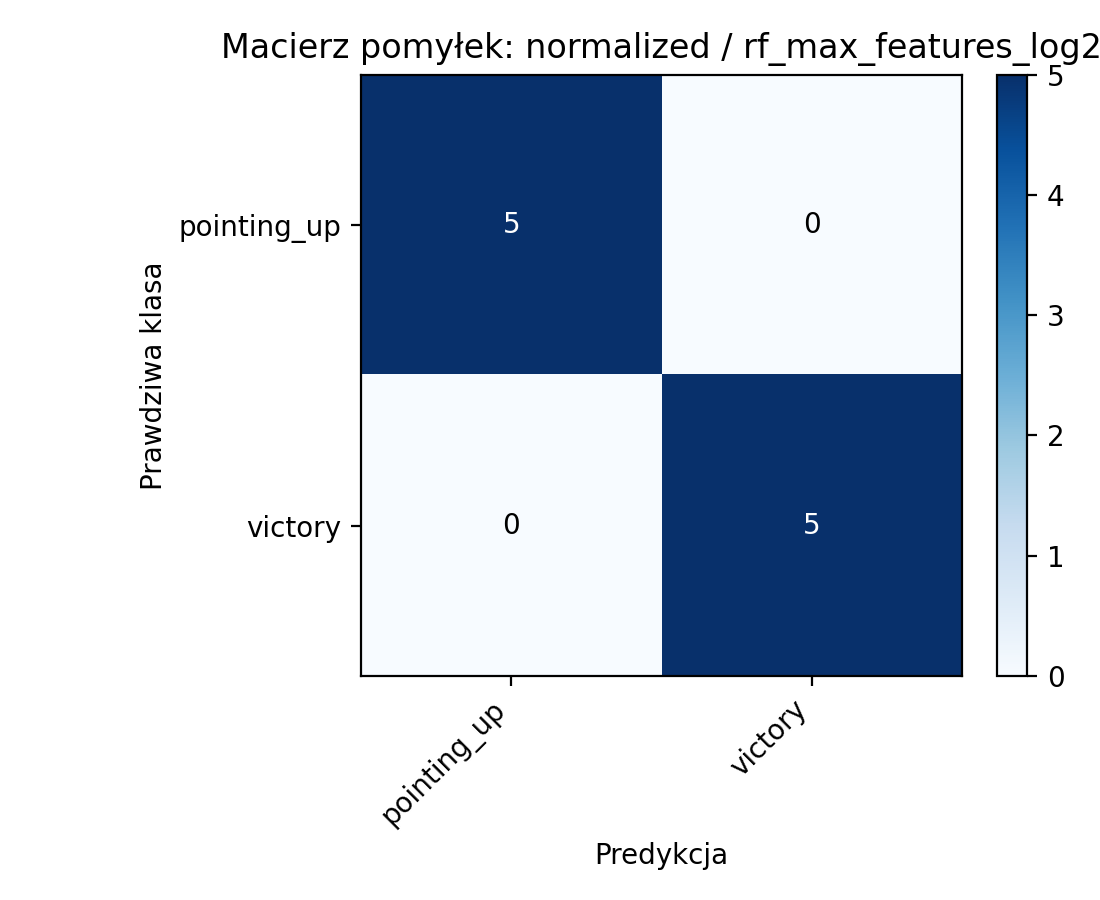 Macierz pomyłek: normalized / rf_max_features_log2
pointing_up
5
0
victory
0
5
Prawdziwa klasa
pointing_up
victory
Predykcja
5
4
3
2
1
0